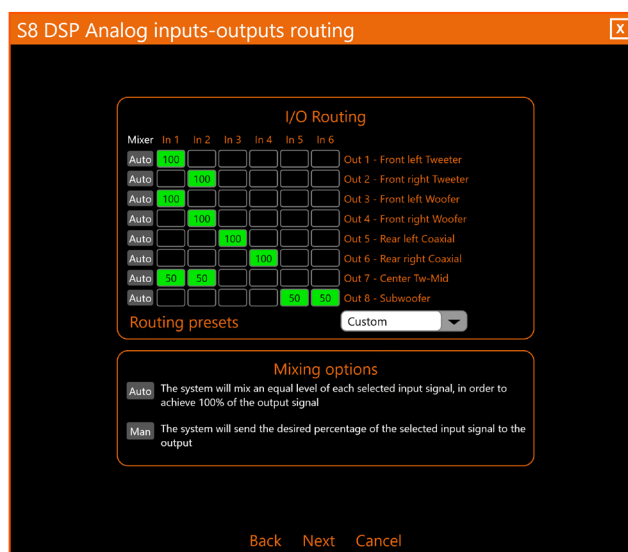 S8 DSP Analog inputs-outputs routing X
I/O Routing
Mixer In 1 In 2 In 3 In 4 In 5 In 6
Auto 100 Out 1 - Front left Tweeter
Auto 100 Out 2 - Front right Tweeter
Auto 100 Out 3 - Front left Woofer
Auto 100 Out 4 - Front right Woofer
Auto 100 Out 5 - Rear left Coaxial
Auto 100 Out 6 - Rear right Coaxial
Auto 50 50 Out 7 - Center Tw-Mid
Auto 50 50 Out 8 - Subwoofer
Routing presets Custom
Mixing options
Auto The system will mix an equal level of each selected input signal, in order to
achieve 100% of the output signal
Man The system will send the desired percentage of the selected input signal to the
output
Back Next Cancel